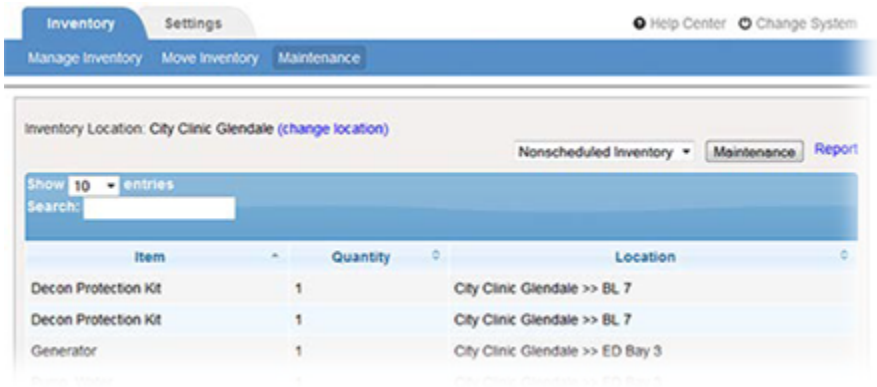 Inventory Settings Help Center Change System
Manage Inventory Move Inventory Maintenance
Inventory Location: City Clinic Glendale (change location)
Nonscheduled Inventory Maintenance Report
Show 10 entries
Search:
Item Quantity Location
Decon Protection Kit 1 City Clinic Glendale >> BL 7
Decon Protection Kit 1 City Clinic Glendale >> BL 7
Generator 1 City Clinic Glendale >> ED Bay 3